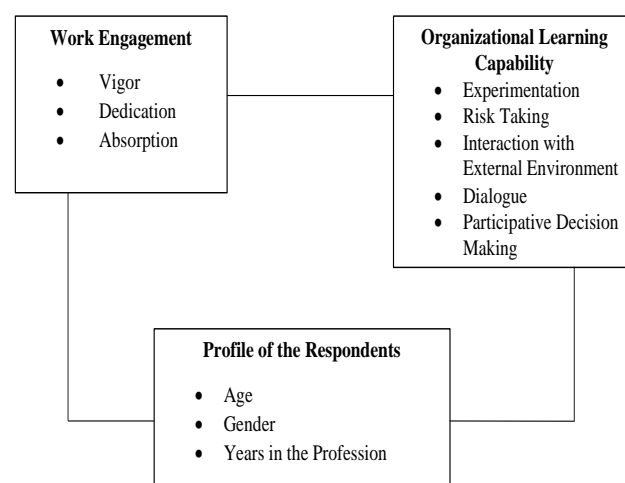 Work Engagement
• Vigor
• Dedication
• Absorption
Organizational Learning
Capability
• Experimentation
• Risk Taking
• Interaction with
External Environment
• Dialogue
• Participative Decision
Making
Profile of the Respondents
• Age
• Gender
• Years in the Profession